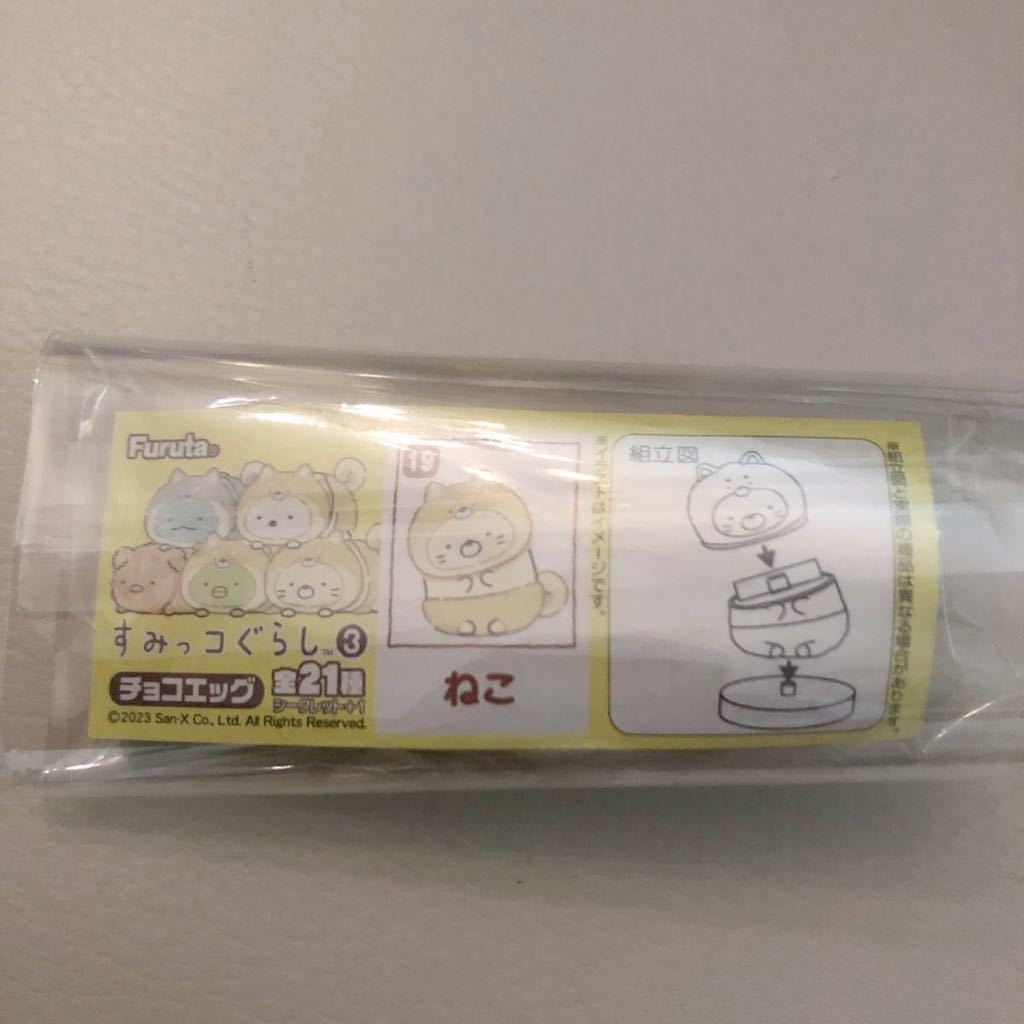 Furuta®
すみっコぐらし™3
チョコエッグ
全21種
シークレット+1
©2023 San-X Co., Ltd. All Rights Reserved.
19
ねこ
※イラストはイメージです。
組立図
※組立図と実際の商品は異なる場合があります。